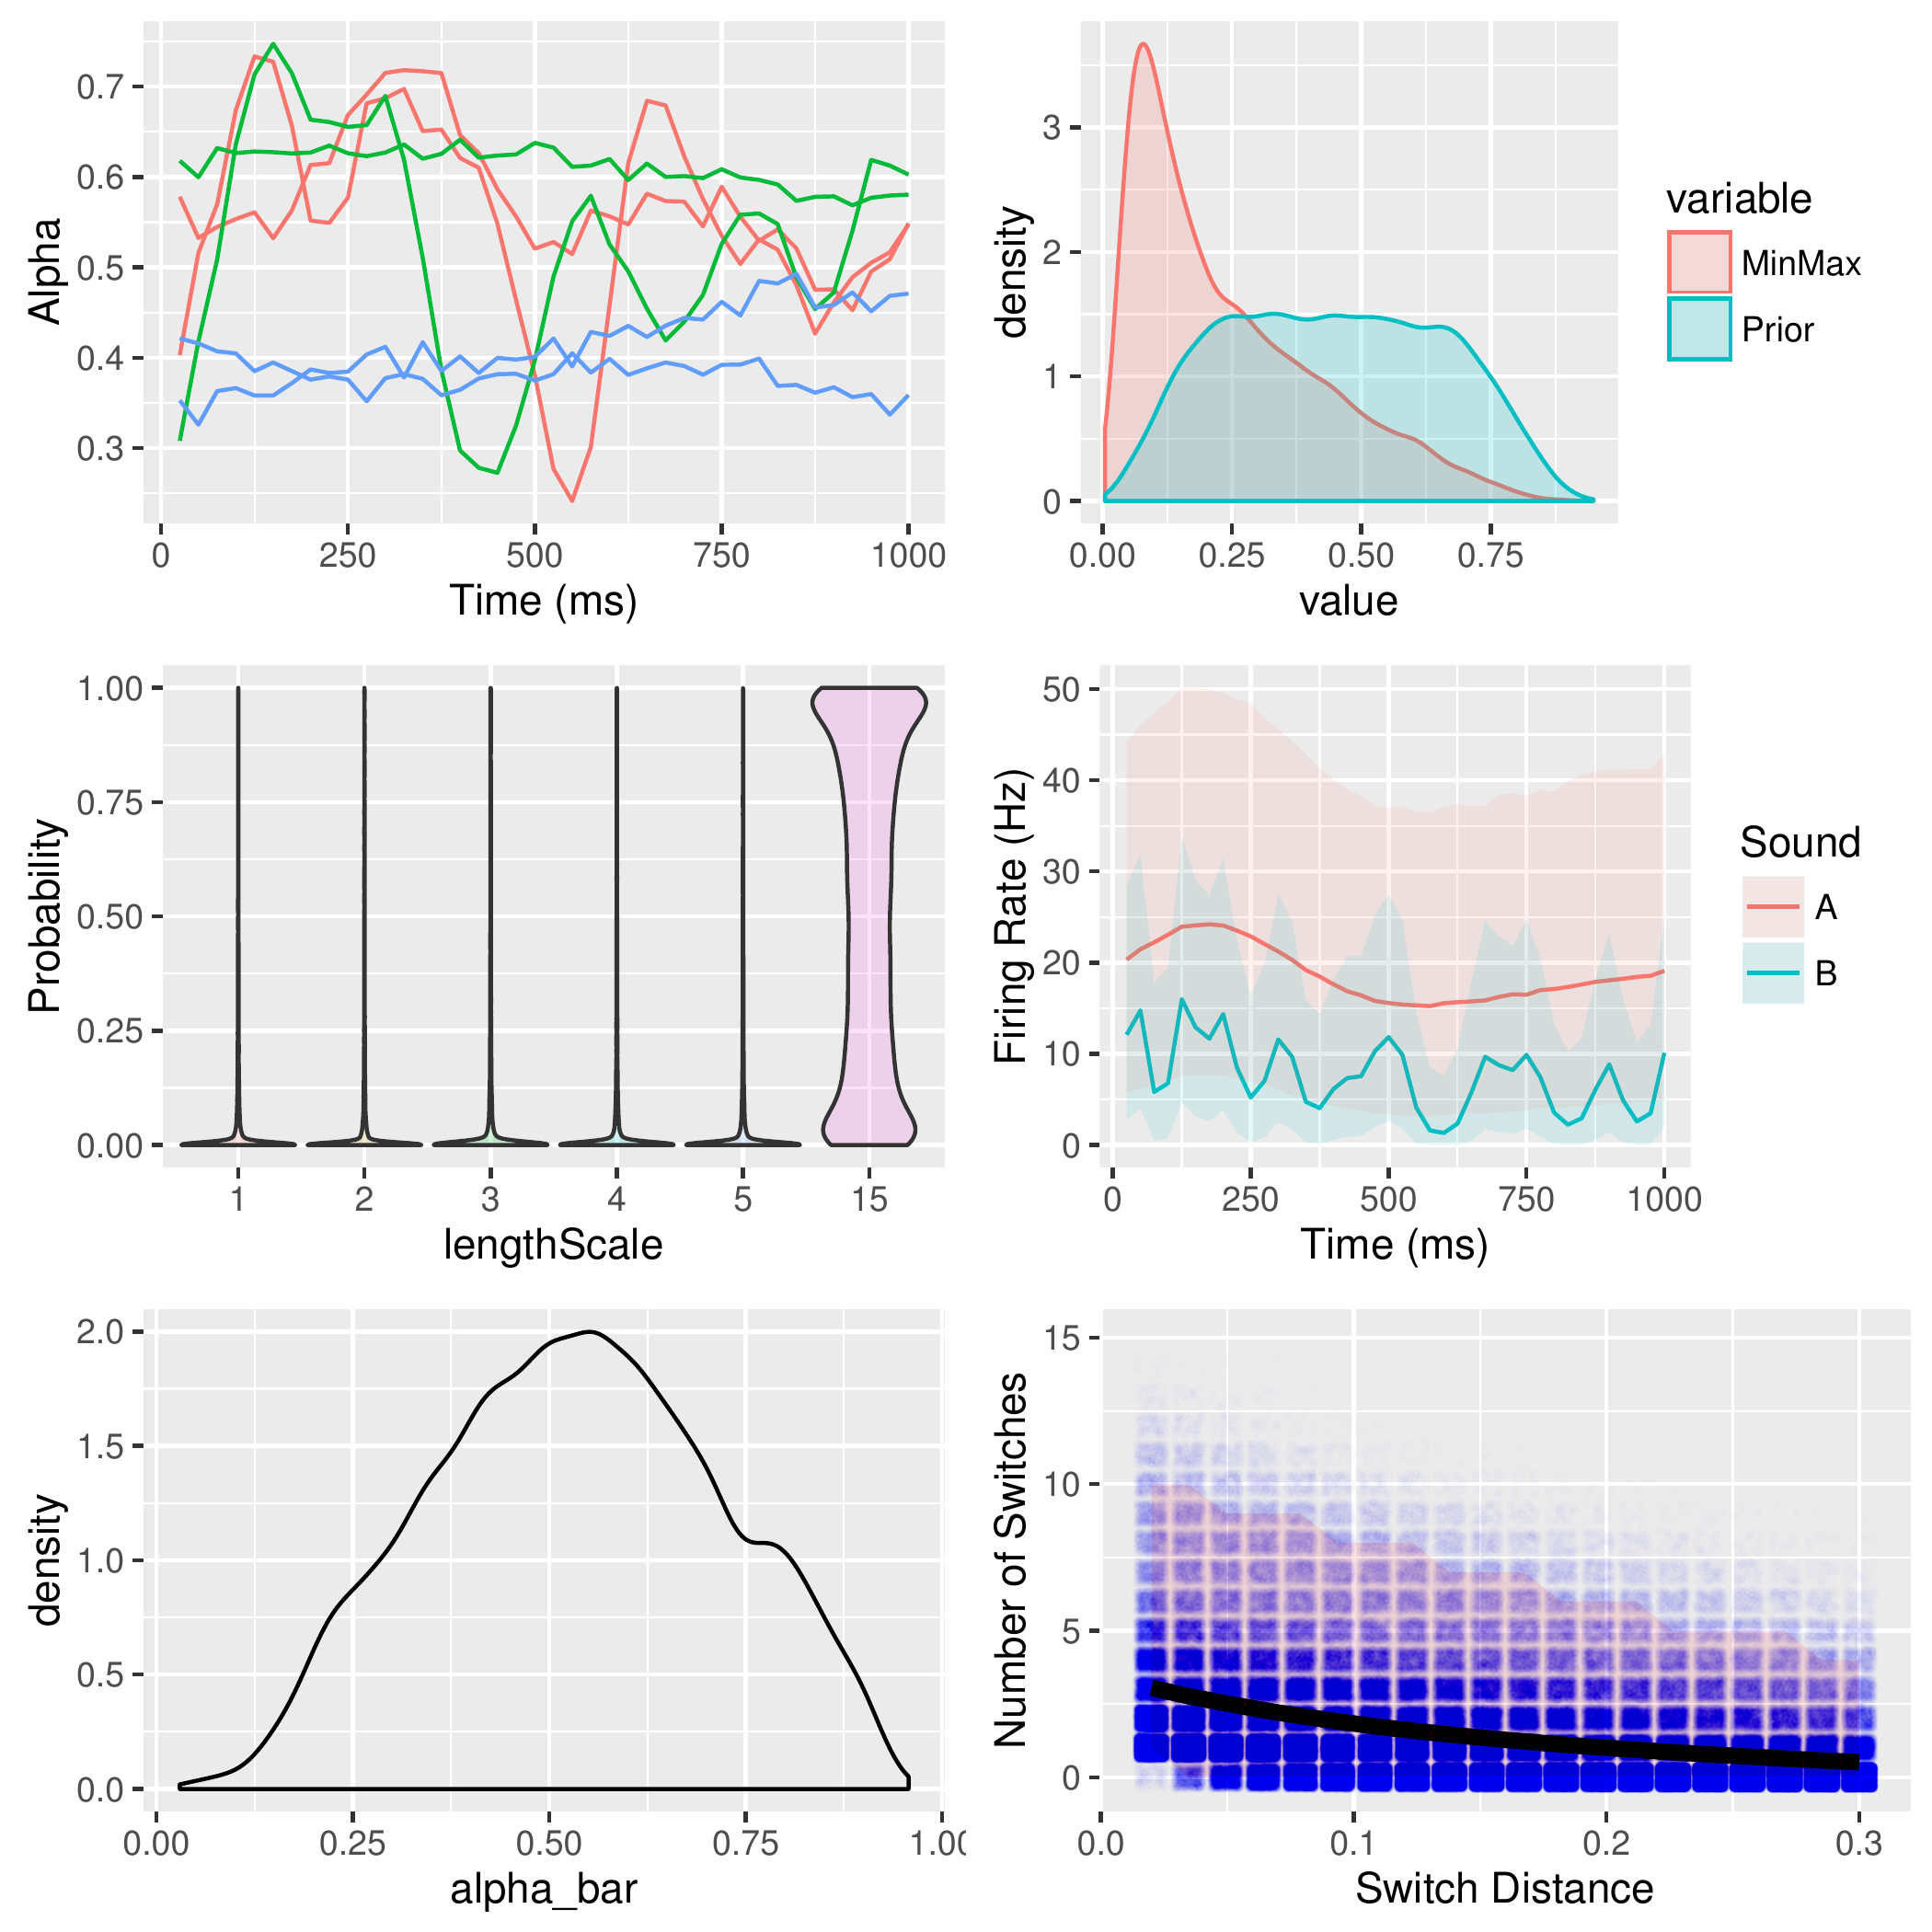 Alpha
0.7
0.6
0.5
0.4
0.3
0 250 500 750 1000
Time (ms)
density
3
2
1
0
0.00 0.25 0.50 0.75
value
variable
MinMax
Prior
Probability
1.00
0.75
0.50
0.25
0.00
1 2 3 4 5 15
lengthScale
Firing Rate (Hz)
50
40
30
20
10
0
0 250 500 750 1000
Time (ms)
Sound
A
B
density
2.0
1.5
1.0
0.5
0.0
0.00 0.25 0.50 0.75 1.00
alpha_bar
Number of Switches
15
10
5
0
0.0 0.1 0.2 0.3
Switch Distance